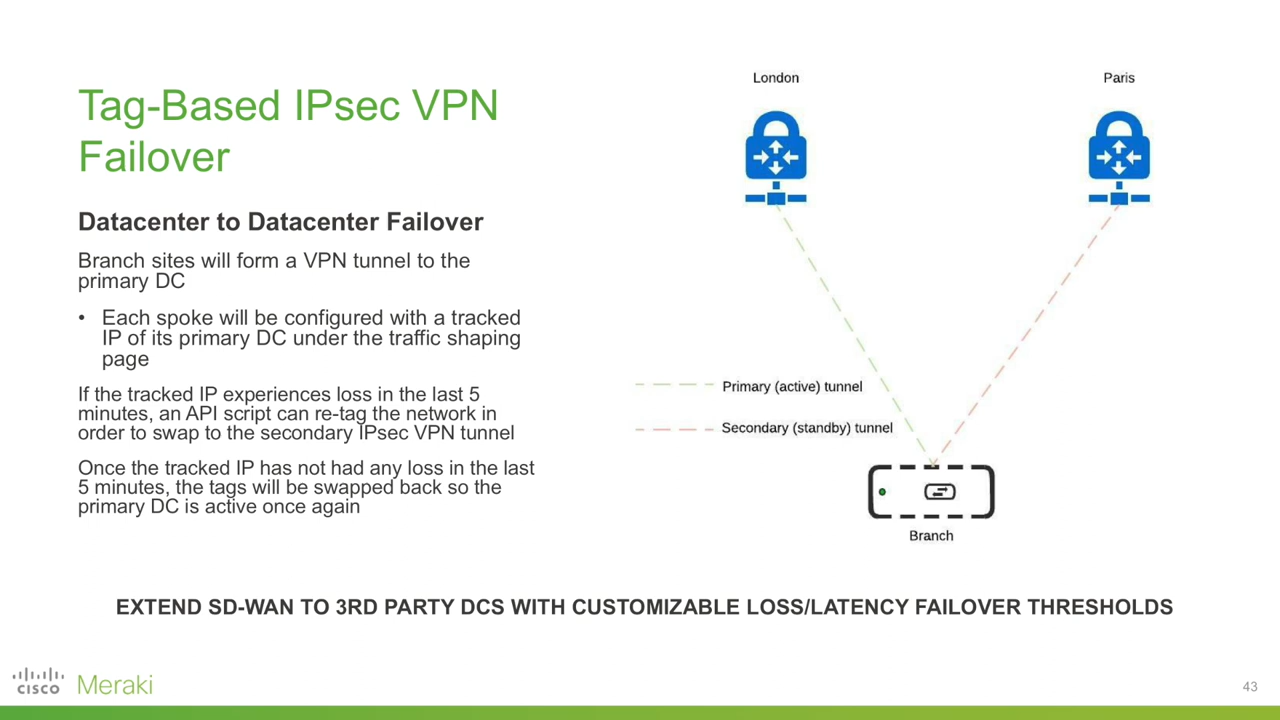 Tag-Based IPsec VPN
Failover
Datacenter to Datacenter Failover
Branch sites will form a VPN tunnel to the
primary DC
• Each spoke will be configured with a tracked
IP of its primary DC under the traffic shaping
page
If the tracked IP experiences loss in the last 5
minutes, an API script can re-tag the network in
order to swap to the secondary IPsec VPN tunnel
Once the tracked IP has not had any loss in the last
5 minutes, the tags will be swapped back so the
primary DC is active once again
London
Paris
Primary (active) tunnel
Secondary (standby) tunnel
Branch
EXTEND SD-WAN TO 3RD PARTY DCS WITH CUSTOMIZABLE LOSS/LATENCY FAILOVER THRESHOLDS
CISCO Meraki
43